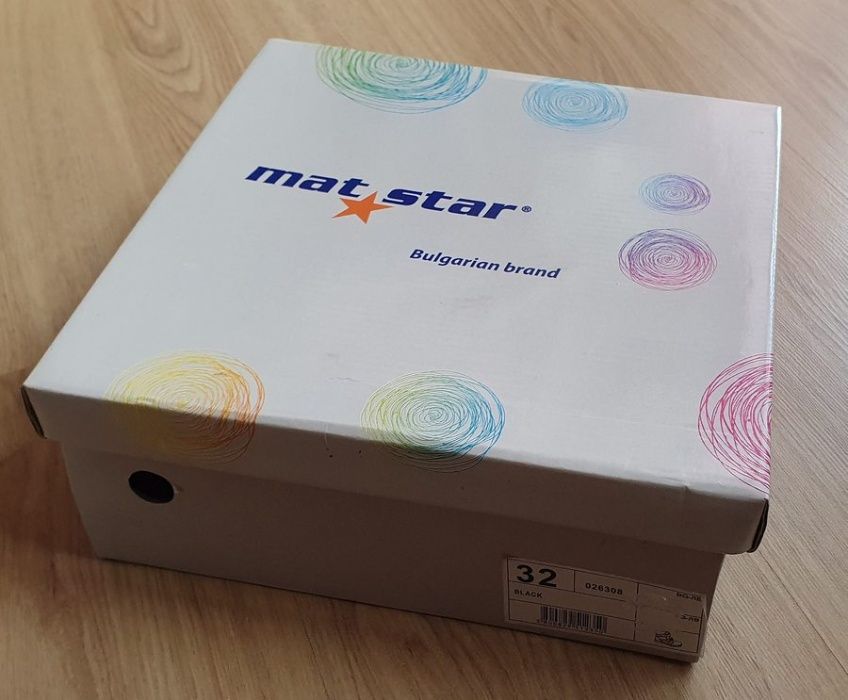 mat star®
Bulgarian brand
32
026308
BLACK